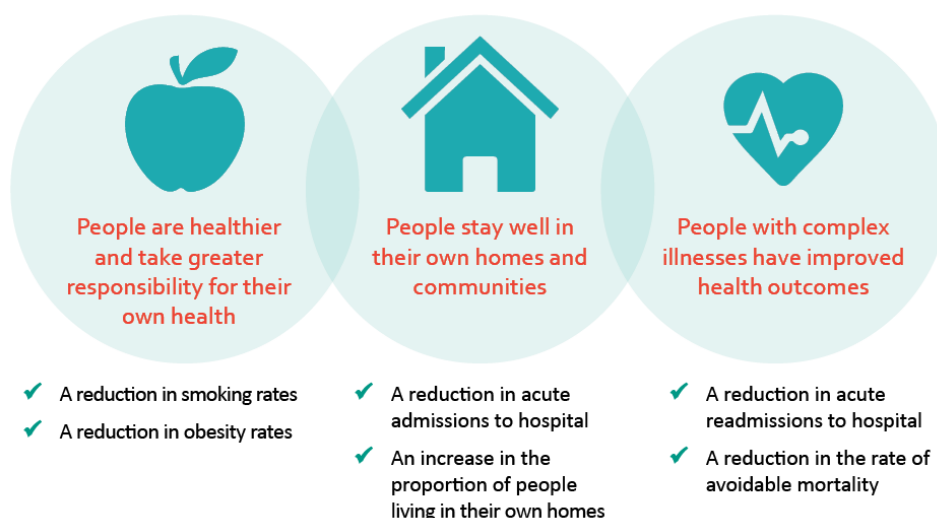 People are healthier
and take greater
responsibility for their
own health
People stay well in
their own homes and
communities
People with complex
illnesses have improved
health outcomes
✔ A reduction in smoking rates
✔ A reduction in obesity rates
✔ A reduction in acute
admissions to hospital
✔ An increase in the
proportion of people
living in their own homes
✔ A reduction in acute
readmissions to hospital
✔ A reduction in the rate of
avoidable mortality